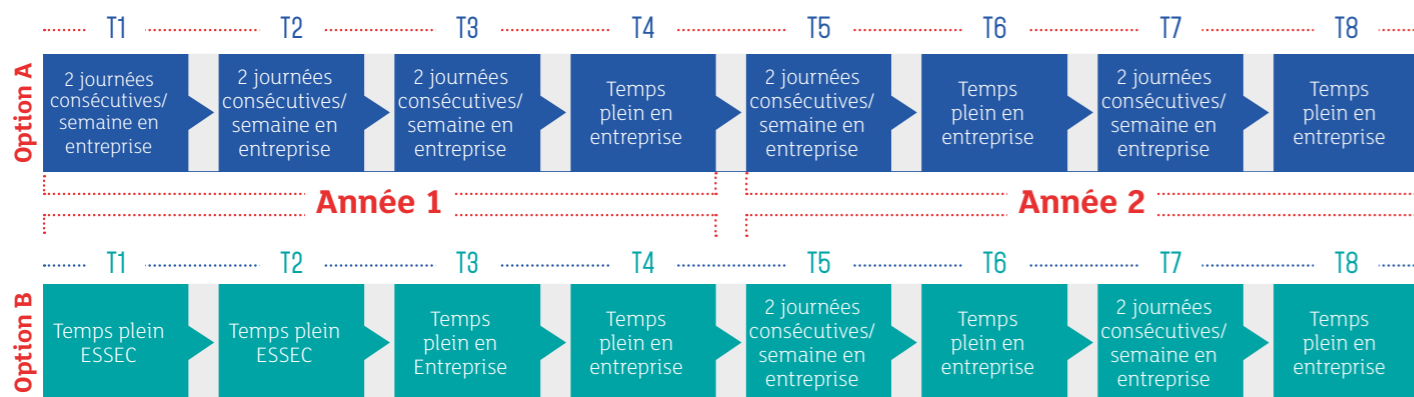 T1 T2 T3 T4 T5 T6 T7 T8
Option A
2 journées
consécutives/
semaine en
entreprise
2 journées
consécutives/
semaine en
entreprise
2 journées
consécutives/
semaine en
entreprise
Temps
plein en
entreprise
2 journées
consécutives/
semaine en
entreprise
Temps
plein en
entreprise
2 journées
consécutives/
semaine en
entreprise
Temps
plein en
entreprise
Année 1
Année 2
T1 T2 T3 T4 T5 T6 T7 T8
Option B
Temps plein
ESSEC
Temps plein
ESSEC
Temps
plein en
Entreprise
Temps
plein en
entreprise
2 journées
consécutives/
semaine en
entreprise
Temps
plein en
entreprise
2 journées
consécutives/
semaine en
entreprise
Temps
plein en
entreprise